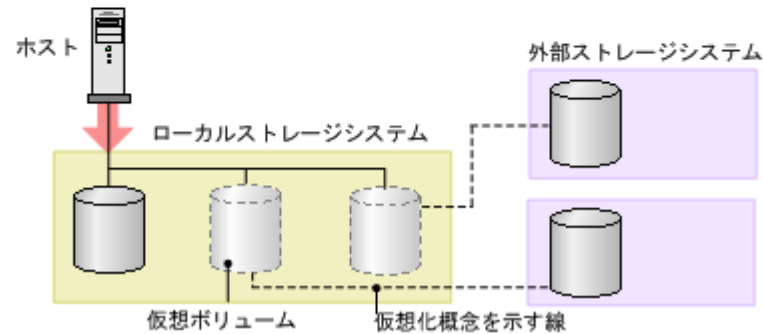 ホスト
外部ストレージシステム
ローカルストレージシステム
仮想ボリューム
仮想化概念を示す線